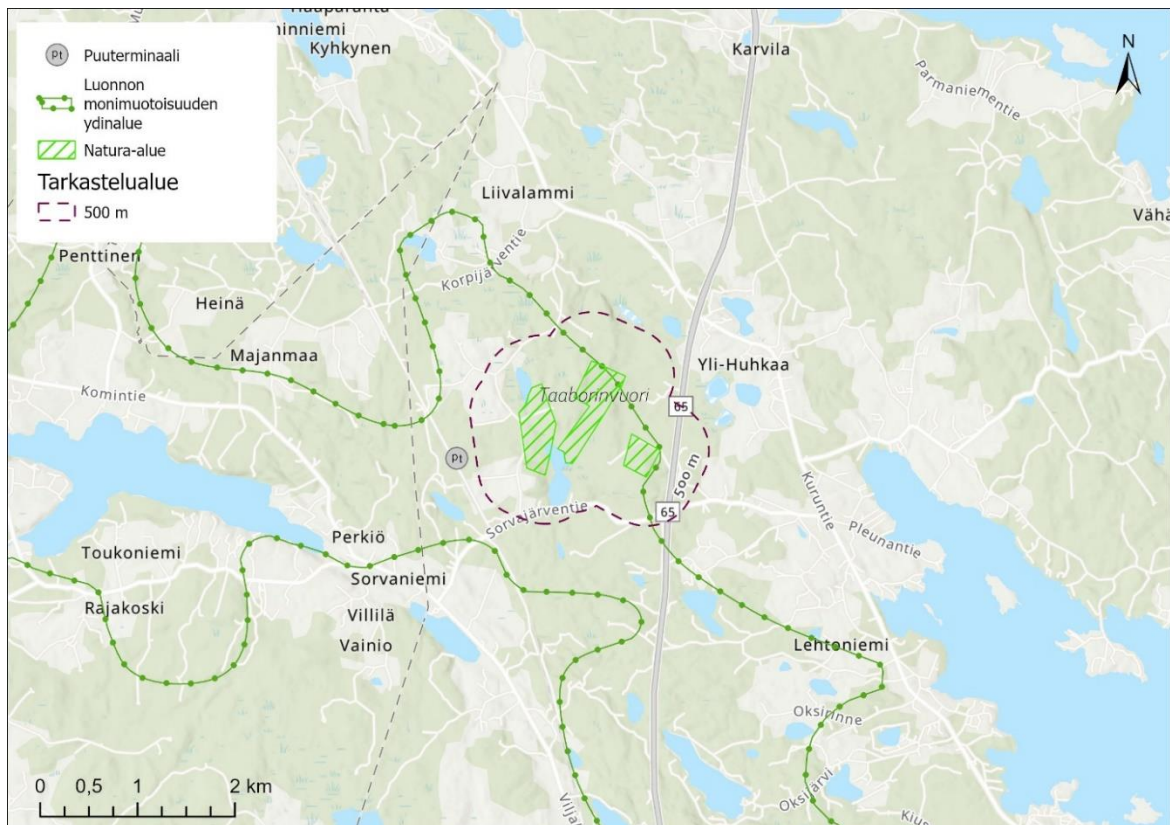 Kyhkynen
Karvila
N
Pt
Puuterminaali
Luonnon
monimuotoisuuden
ydinalue
Natura-alue
Tarkastelualue
500 m
Liivalammi
Penttinen
Heinä
Majanmaa
Komintie
Yli-Huhkaa
Taaborinvuori
65
Pt
500 m
65
Sorvajärventie
Kuruntie
Pleunantie
Toukoniemi
Perkiö
Rajakoski
Sorvaniemi
Villilä
Vainio
Lehtoniemi
Oksirinne
Oksijärvi
0 0,5 1 2 km